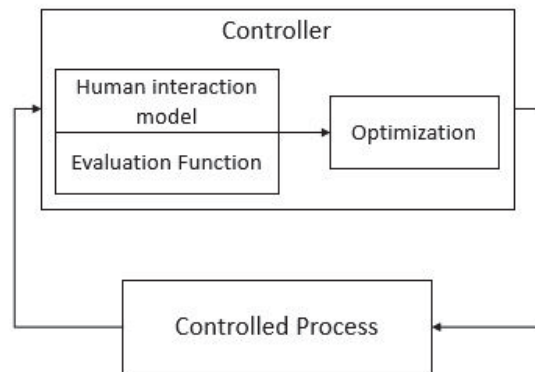 Controller
Human interaction
model
Evaluation Function
Optimization
Controlled Process